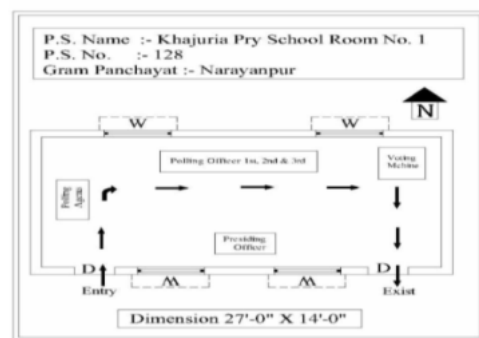 P.S. Name :- Khajuria Pry School Room No. 1
P.S. No. :- 128
Gram Panchayat :- Narayanpur
N
W
W
Polling Officer 1st, 2nd & 3rd
Voting
Mchine
Polling
Agents
Presiding
Officer
D
D
Entry
W
W
Exist
Dimension 27'-0" X 14'-0"